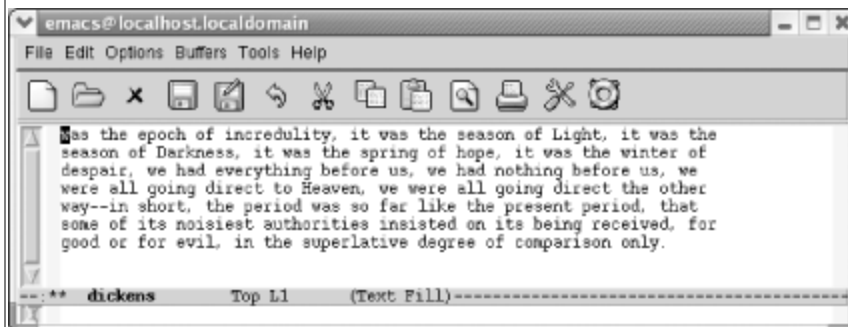 emacs@localhost.localdomain
File Edit Options Buffers Tools Help
was the epoch of incredulity, it was the season of Light, it was the
season of Darkness, it was the spring of hope, it was the winter of
despair, we had everything before us, we had nothing before us, we
were all going direct to Heaven, we were all going direct the other
way--in short, the period was so far like the present period, that
some of its noisiest authorities insisted on its being received, for
good or for evil, in the superlative degree of comparison only.
--:** dickens Top L1 (Text Fill)----------------------------------------